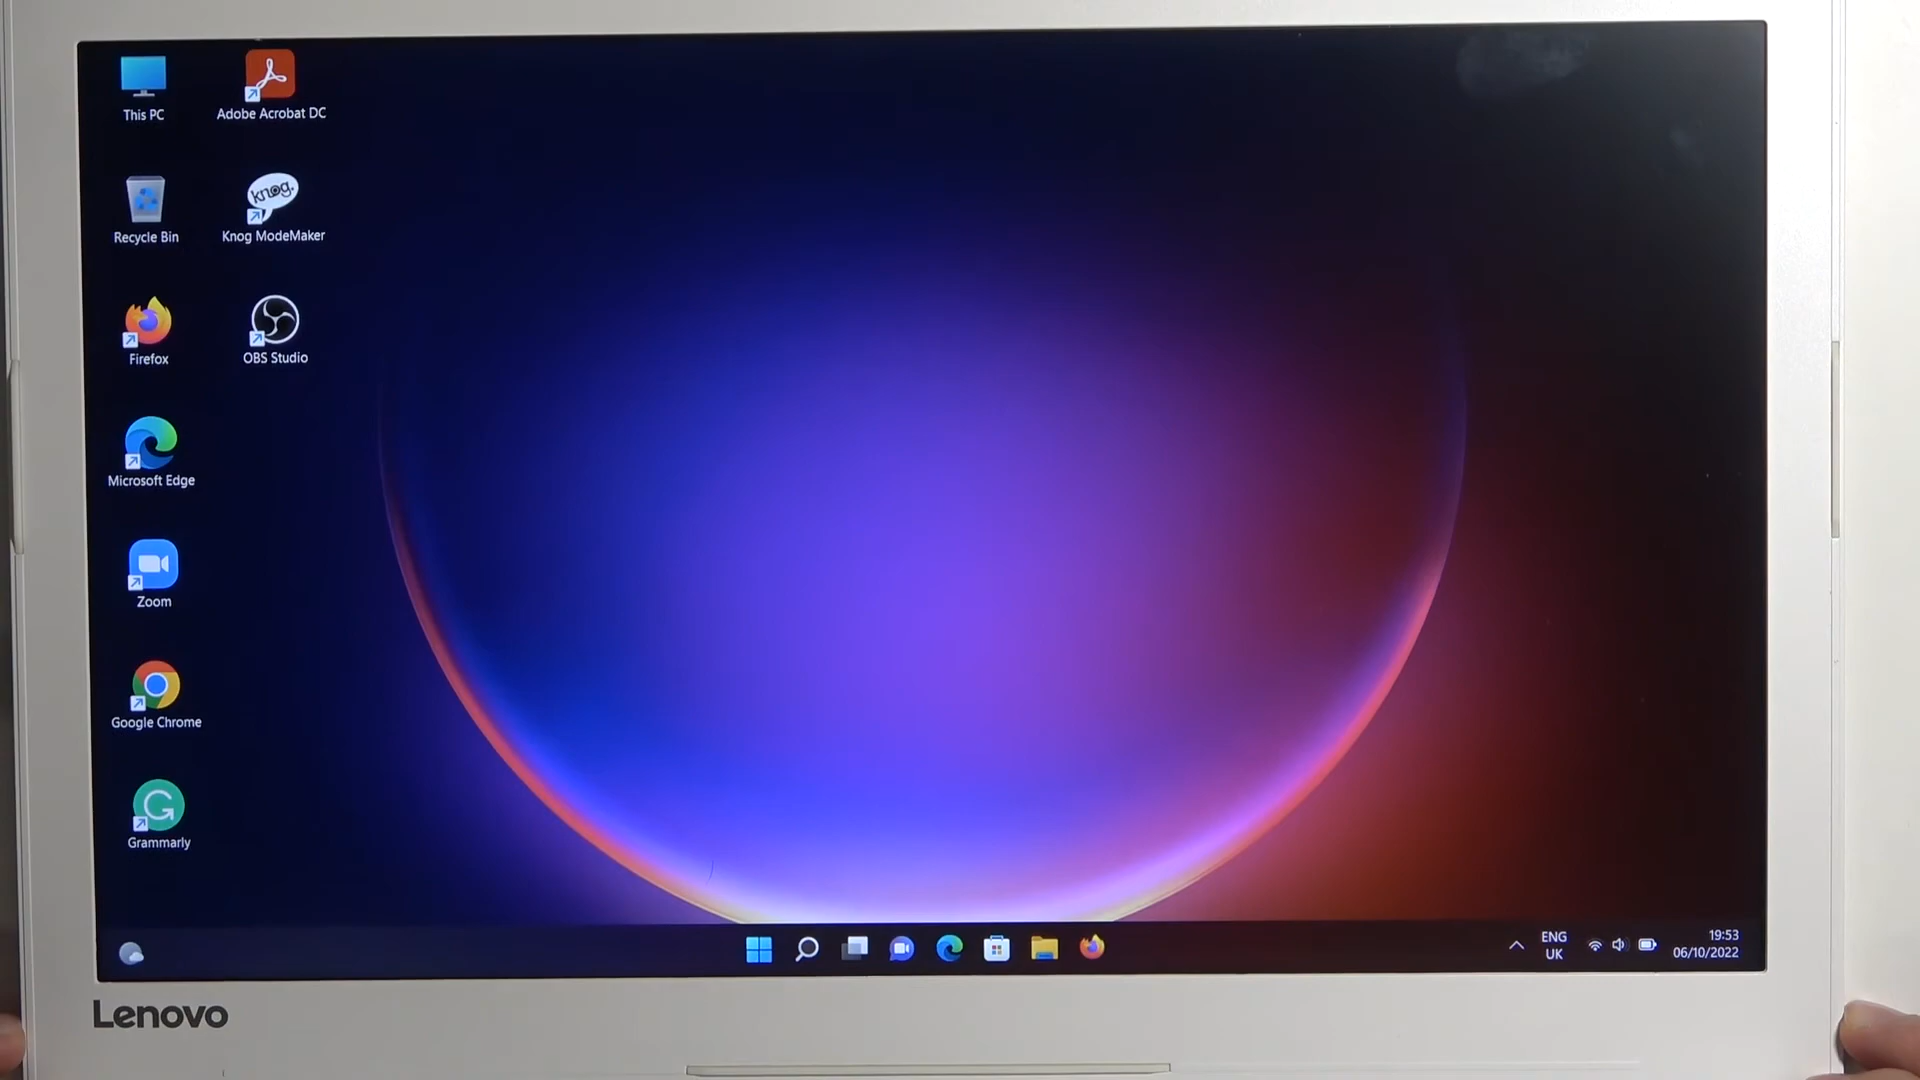 This PC
Adobe Acrobat DC
knog.
Recycle Bin
Knog ModeMaker
Firefox
OBS Studio
Microsoft Edge
Zoom
Google Chrome
Grammarly
ENG
UK
19:53
06/10/2022
Lenovo